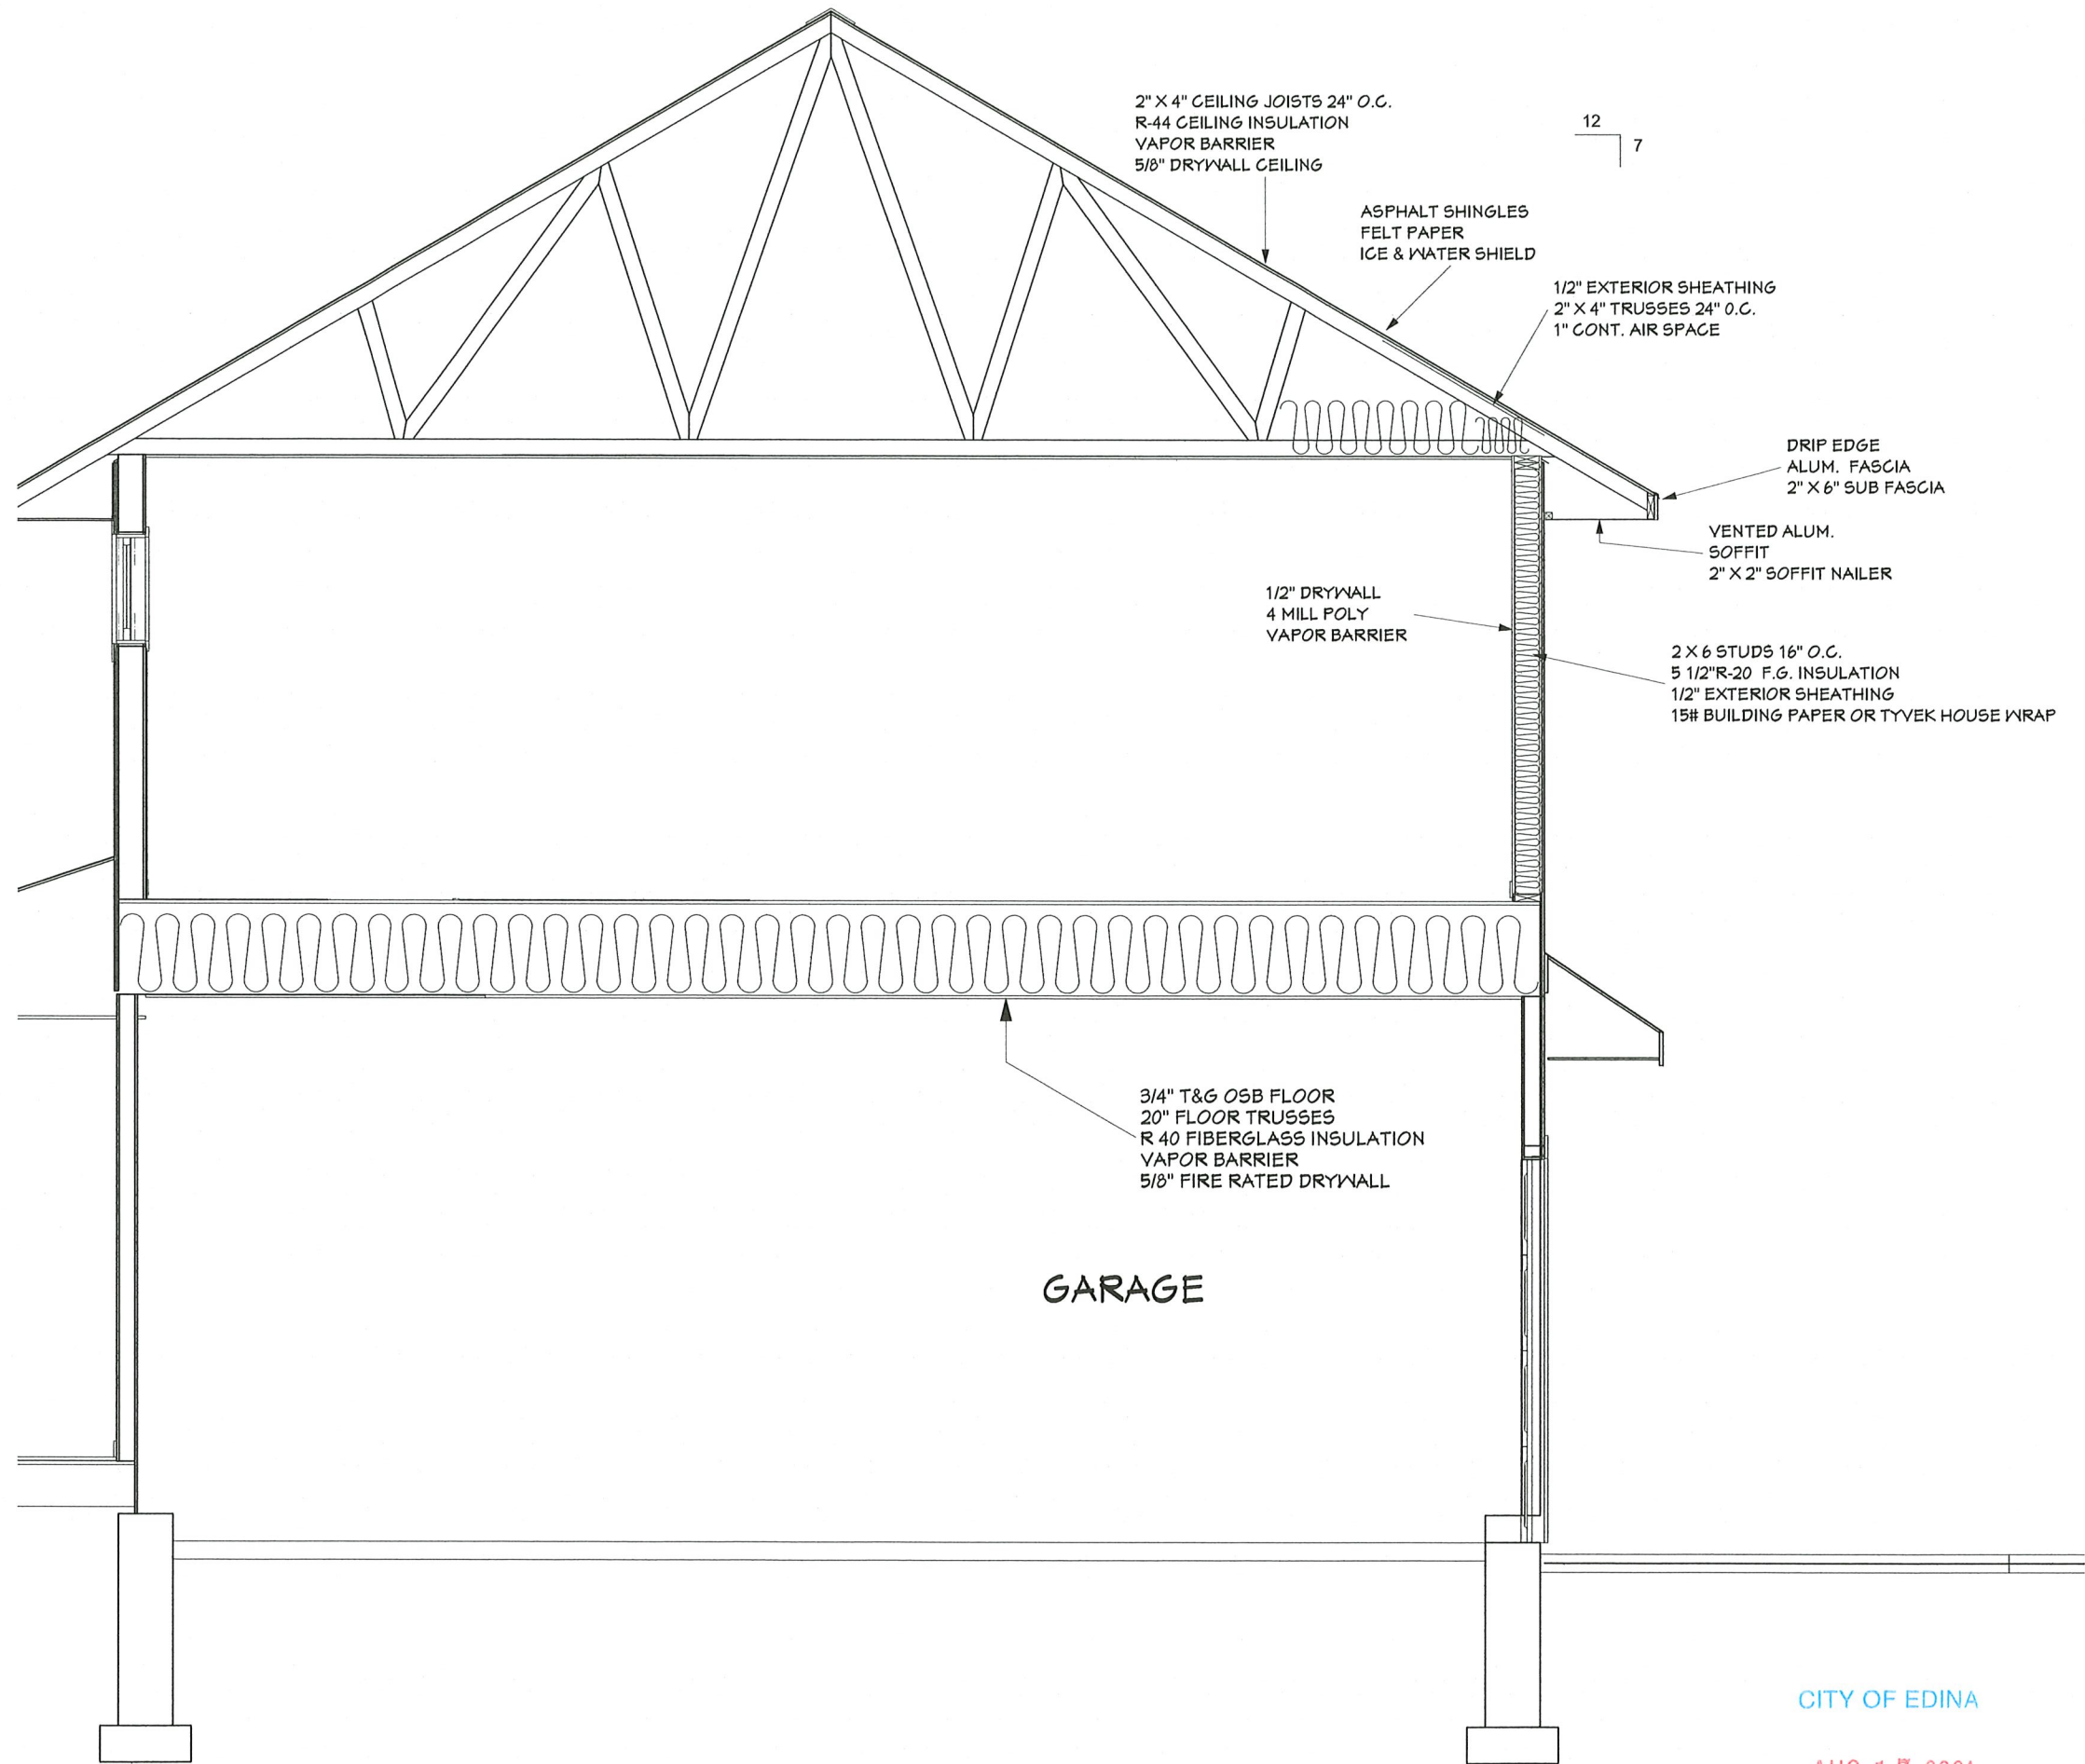 2" X 4" CEILING JOISTS 24" O.C.
R-44 CEILING INSULATION
VAPOR BARRIER
5/8" DRYWALL CEILING
12
7
ASPHALT SHINGLES
FELT PAPER
ICE & WATER SHIELD
1/2" EXTERIOR SHEATHING
2" X 4" TRUSSES 24" O.C.
1" CONT. AIR SPACE
DRIP EDGE
ALUM. FASCIA
2" X 6" SUB FASCIA
VENTED ALUM.
SOFFIT
2" X 2" SOFFIT NAILER
1/2" DRYWALL
4 MILL POLY
VAPOR BARRIER
2 X 6 STUDS 16" O.C.
5 1/2"R-20 F.G. INSULATION
1/2" EXTERIOR SHEATHING
15# BUILDING PAPER OR TYVEK HOUSE WRAP
3/4" T&G OSB FLOOR
20" FLOOR TRUSSES
R 40 FIBERGLASS INSULATION
VAPOR BARRIER
5/8" FIRE RATED DRYWALL
GARAGE
CITY OF EDINA